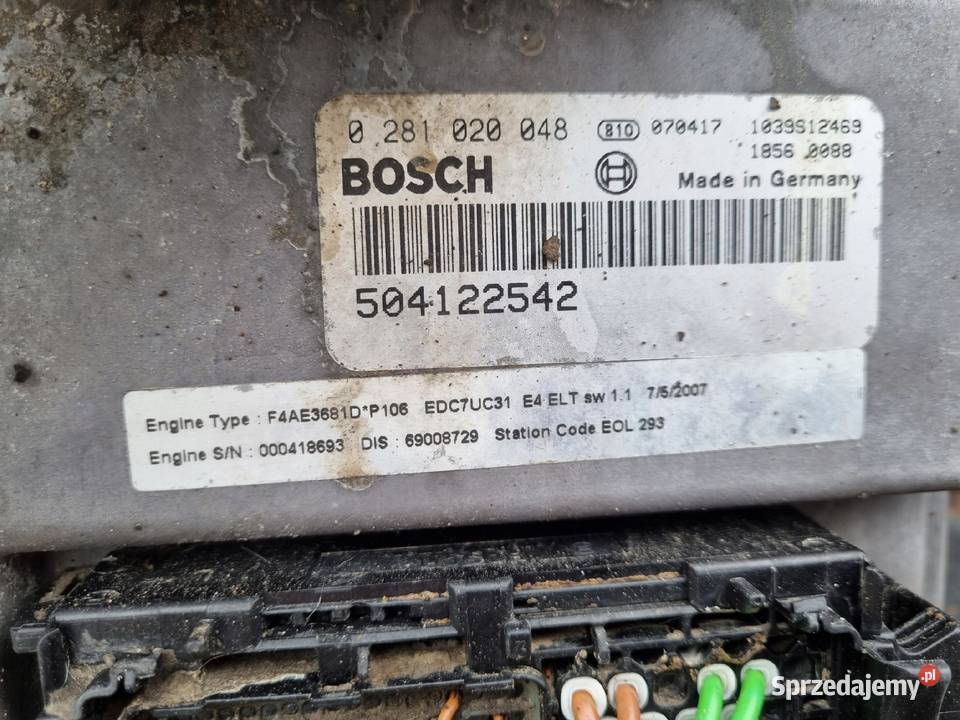 0 281 020 048 810 070417 1039S12469
1856 0088
BOSCH Made in Germany
504122542
Engine Type : F4AE3681D*P106 EDC7UC31 E4 ELT sw 1.1 7/5/2007
Engine S/N : 000418693 DIS : 69008729 Station Code EOL 293
Sprzedajemy.pl